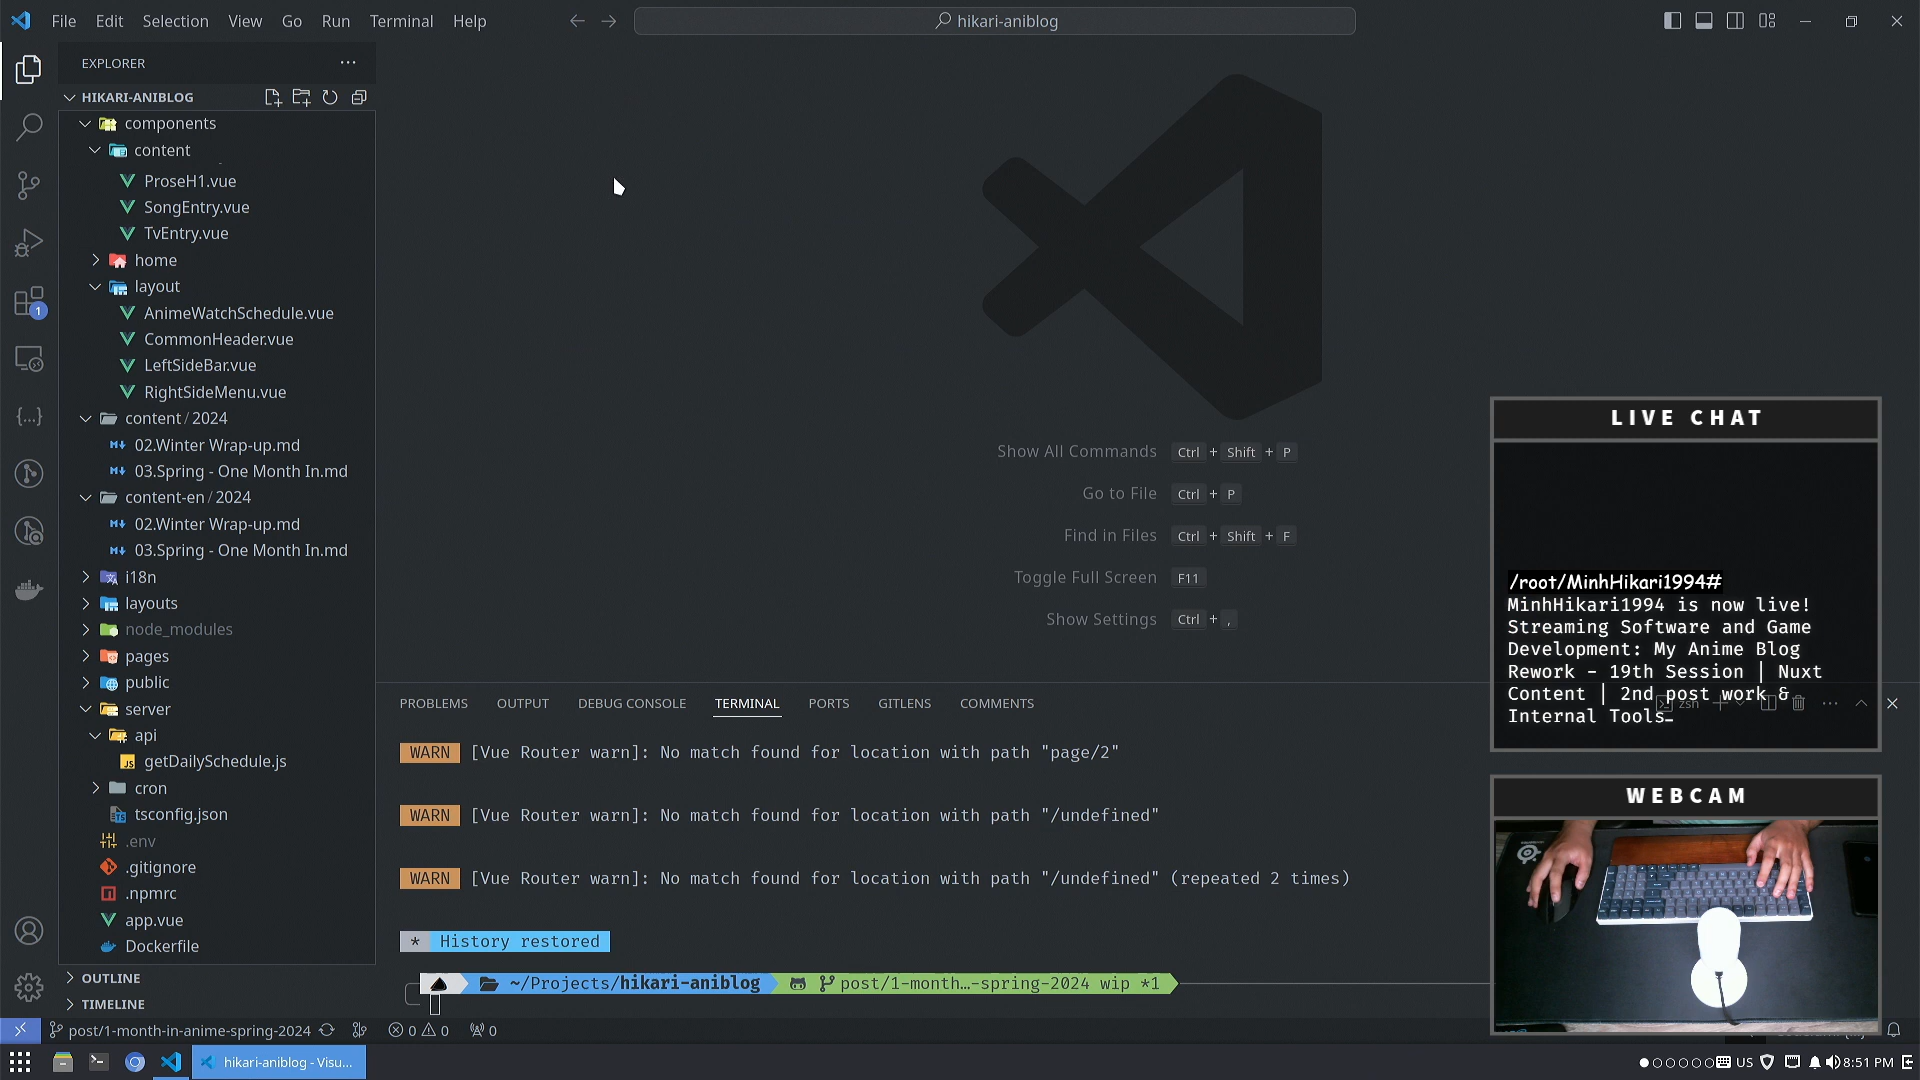 File Edit Selection View Go Run Terminal Help
hikari-aniblog
EXPLORER
HIKARI-ANIBLOG
components
content
ProseH1.vue
SongEntry.vue
TvEntry.vue
home
layout
AnimeWatchSchedule.vue
CommonHeader.vue
LeftSideBar.vue
RightSideMenu.vue
content / 2024
02.Winter Wrap-up.md
03.Spring - One Month In.md
content-en / 2024
02.Winter Wrap-up.md
03.Spring - One Month In.md
i18n
layouts
node_modules
pages
public
server
api
JS getDailySchedule.js
cron
tsconfig.json
.env
.gitignore
.npmrc
app.vue
Dockerfile
OUTLINE
TIMELINE
1
Show All Commands Ctrl + Shift + P
Go to File Ctrl + P
Find in Files Ctrl + Shift + F
Toggle Full Screen F11
Show Settings Ctrl + ,
PROBLEMS OUTPUT DEBUG CONSOLE TERMINAL PORTS GITLENS COMMENTS
zsh
WARN [Vue Router warn]: No match found for location with path "page/2"
WARN [Vue Router warn]: No match found for location with path "/undefined"
WARN [Vue Router warn]: No match found for location with path "/undefined" (repeated 2 times)
* History restored
~/Projects/hikari-aniblog post/1-month…-spring-2024 wip *1
LIVE CHAT
/root/MinhHikari1994#
MinhHikari1994 is now live!
Streaming Software and Game
Development: My Anime Blog
Rework - 19th Session | Nuxt
Content | 2nd post work &
Internal Tools_
WEBCAM
post/1-month-in-anime-spring-2024 0 0 0
hikari-aniblog - Visu...
US 8:51 PM